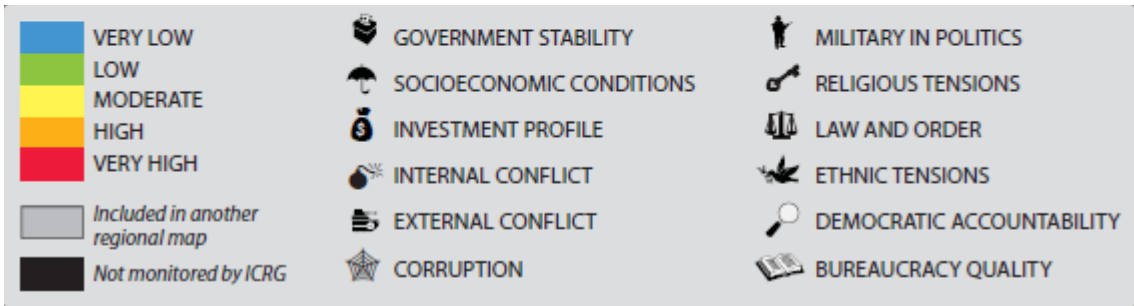 VERY LOW
LOW
MODERATE
HIGH
VERY HIGH
Included in another
regional map
Not monitored by ICRG
GOVERNMENT STABILITY
SOCIOECONOMIC CONDITIONS
$
INVESTMENT PROFILE
INTERNAL CONFLICT
EXTERNAL CONFLICT
CORRUPTION
MILITARY IN POLITICS
RELIGIOUS TENSIONS
LAW AND ORDER
ETHNIC TENSIONS
DEMOCRATIC ACCOUNTABILITY
BUREAUCRACY QUALITY